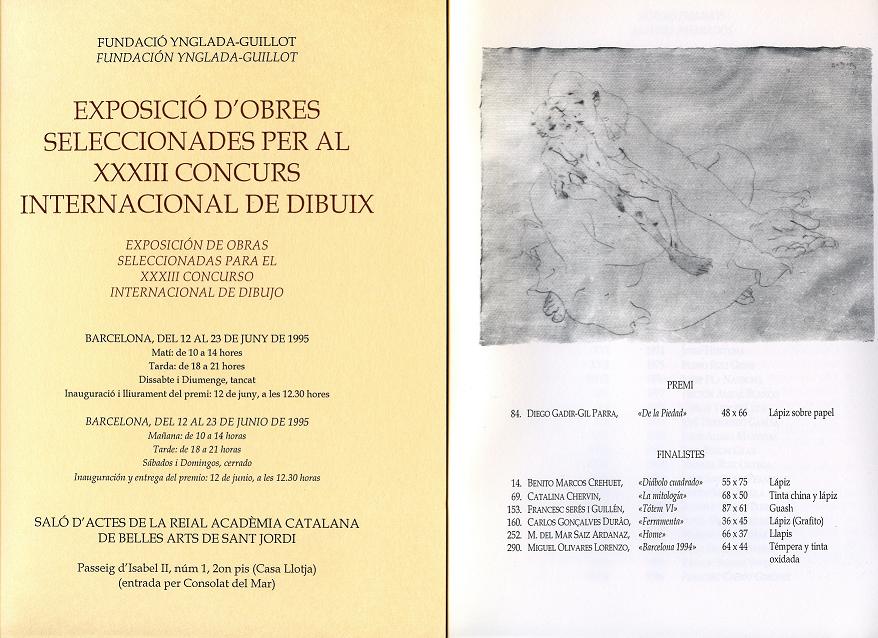 FUNDACIÓ YNGLADA-GUILLOT
FUNDACIÓN YNGLADA-GUILLOT
EXPOSICIÓ D'OBRES
SELECCIONADES PER AL
XXXIII CONCURS
INTERNACIONAL DE DIBUIX
EXPOSICIÓN DE OBRAS
SELECCIONADAS PARA EL
XXXIII CONCURSO
INTERNACIONAL DE DIBUJO
BARCELONA, DEL 12 AL 23 DE JUNY DE 1995
Matí: de 10 a 14 hores
Tarda: de 18 a 21 hores
Dissabte i Diumenge, tancat
Inauguració i lliurament del premi: 12 de juny, a les 12.30 hores
BARCELONA, DEL 12 AL 23 DE JUNIO DE 1995
Mañana: de 10 a 14 horas
Tarde: de 18 a 21 horas
Sábados i Domingos, cerrado
Inauguración y entrega del premio: 12 de junio, a les 12.30 horas
SALÓ D'ACTES DE LA REIAL ACADÈMIA CATALANA
DE BELLES ARTS DE SANT JORDI
Passeig d'Isabel II, núm 1, 2on pis (Casa Llotja)
(entrada per Consolat del Mar)
PREMI
84. DIEGO GADIR-GIL PARRA, «De la Piedad» 48 x 66 Lápiz sobre papel
FINALISTES
14. BENITO MARCOS CREHUET, «Diábolo cuadrado» 55 x 75 Lápiz
69. CATALINA CHERVIN, «La mitología» 68 x 50 Tinta china y lápiz
153. FRANCESC SERÉS I GUILLÉN, «Tótem VI» 87 x 61 Guash
160. CARLOS GONÇALVES DURÃO, «Ferramenta» 36 x 45 Lápiz (Grafito)
252. M. DEL MAR SAIZ ARDANAZ, «Home» 66 x 37 Llapis
290. MIGUEL OLIVARES LORENZO, «Barcelona 1994» 64 x 44 Témpera y tinta
oxidada